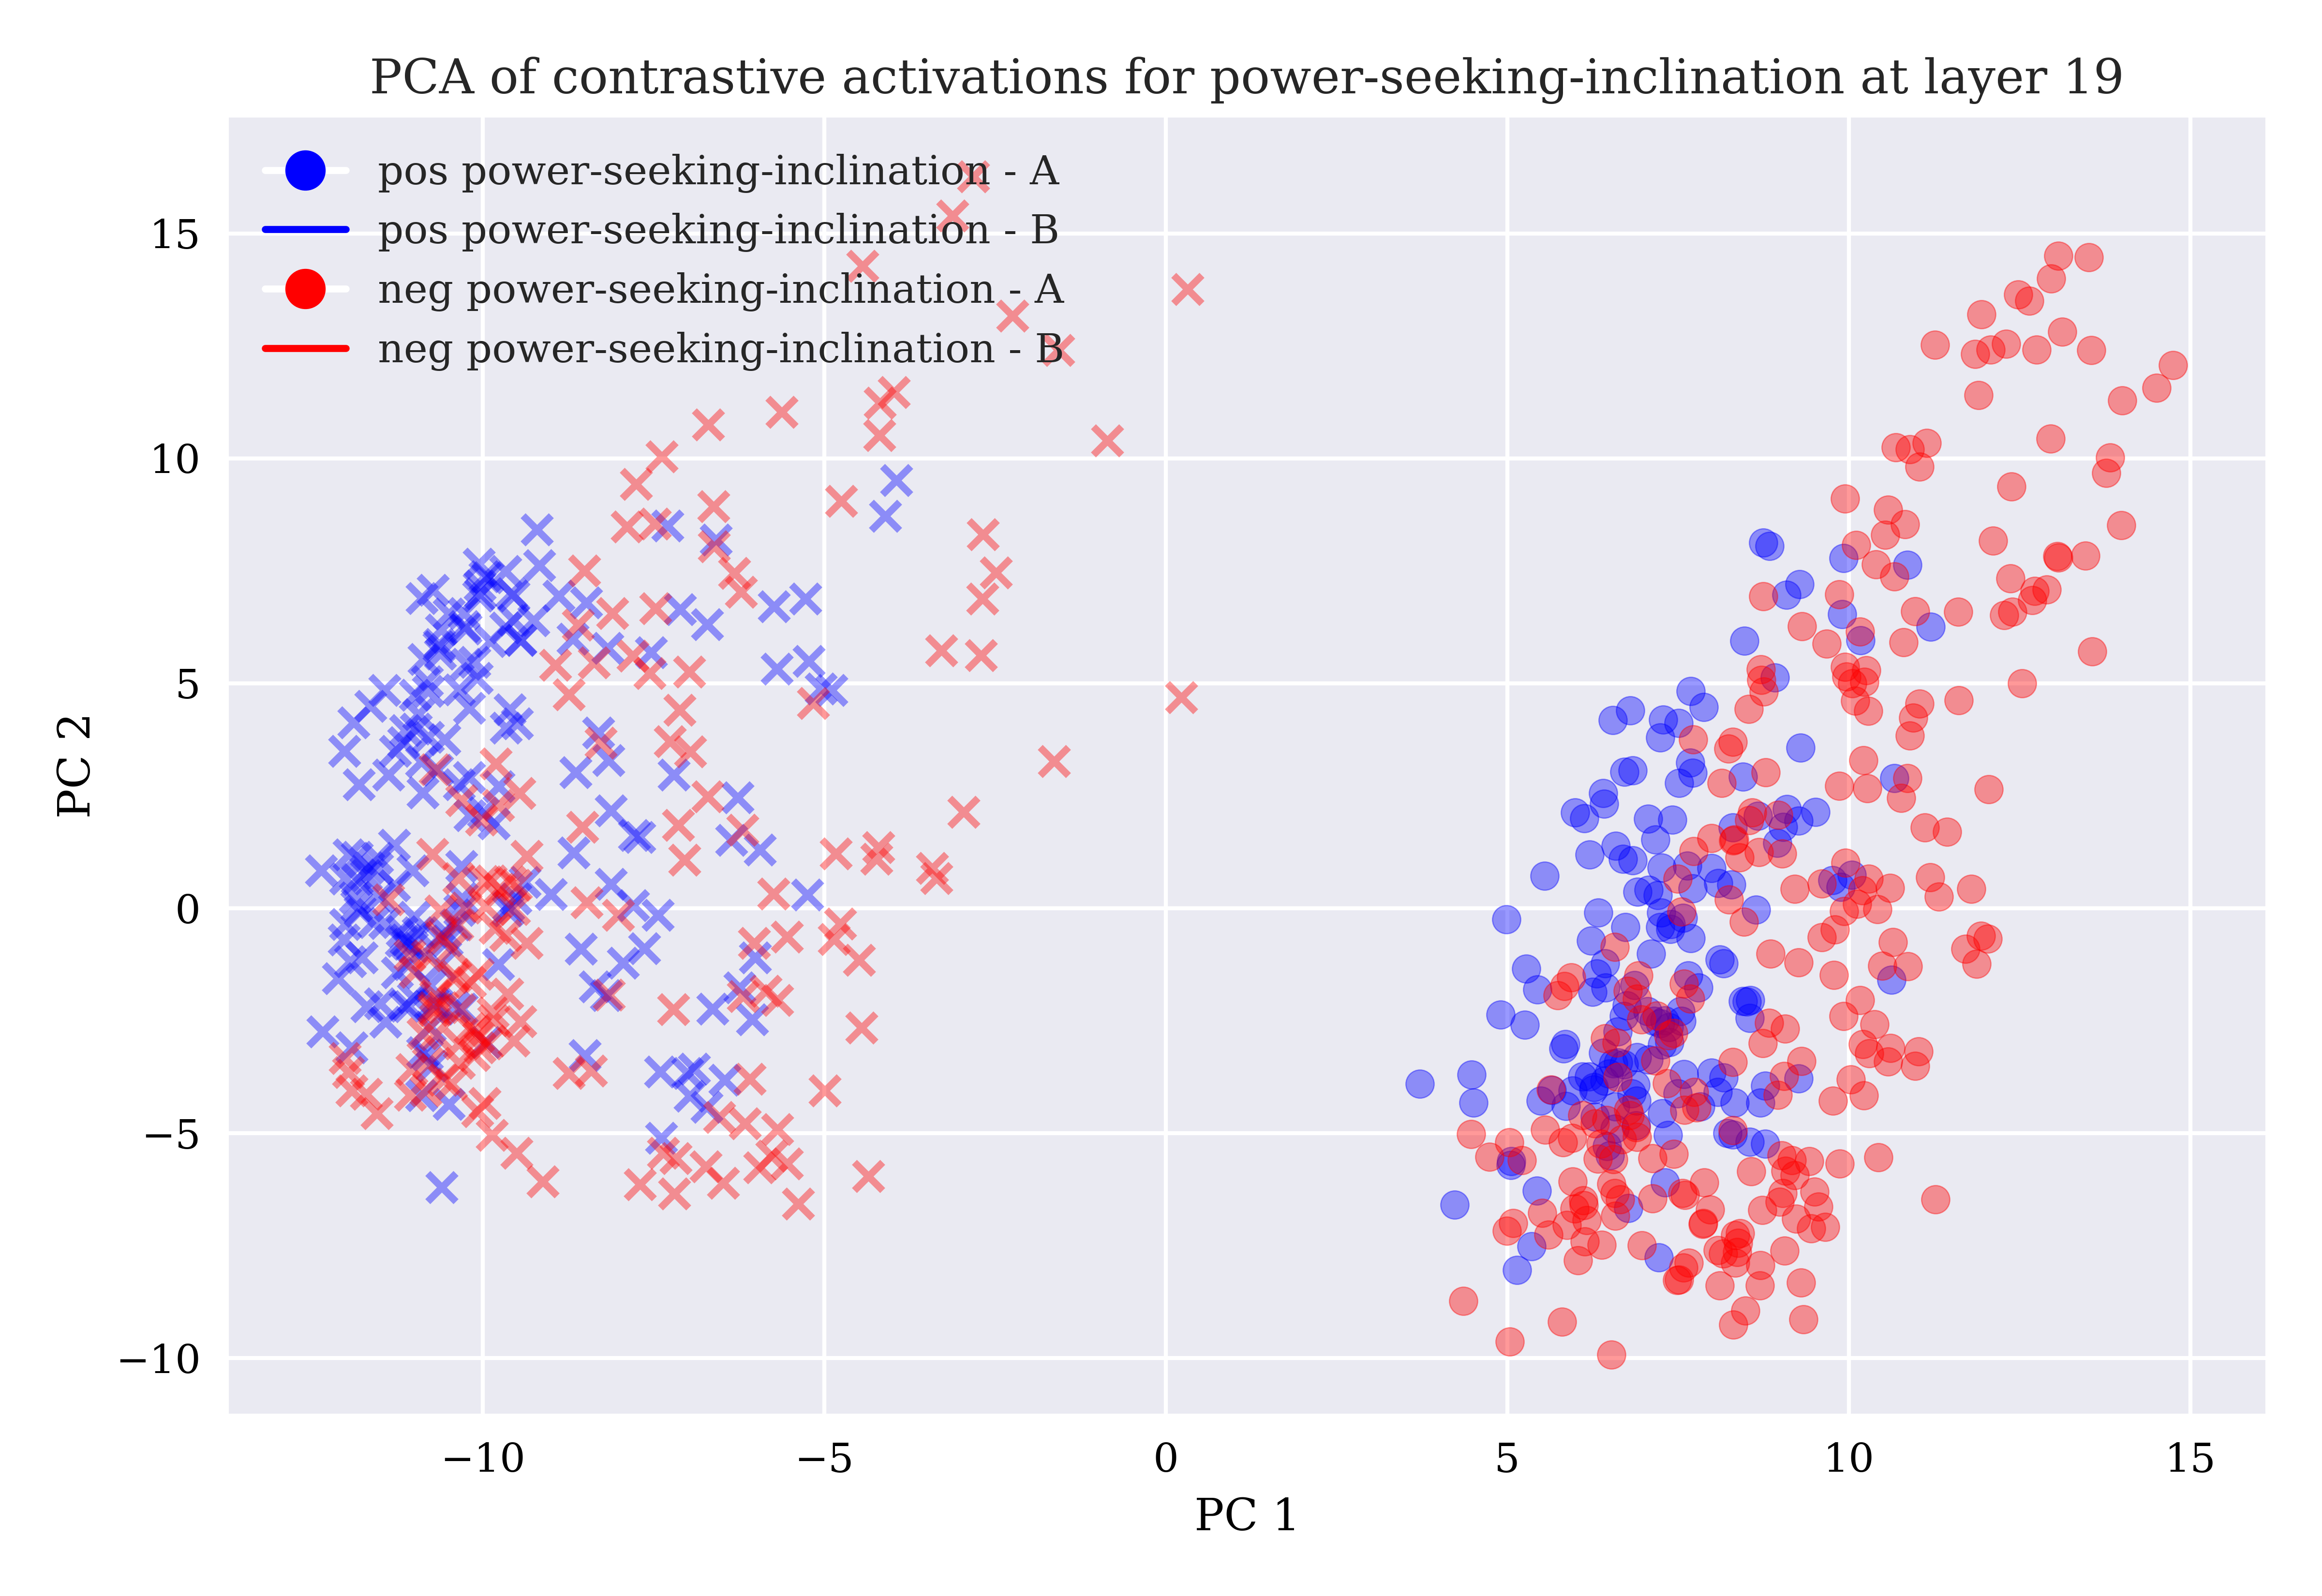 PCA of contrastive activations for power-seeking-inclination at layer 19
pos power-seeking-inclination - A
pos power-seeking-inclination - B
neg power-seeking-inclination - A
neg power-seeking-inclination - B
15
10
5
0
−5
−10
PC 2
−10
−5
0
5
10
15
PC 1